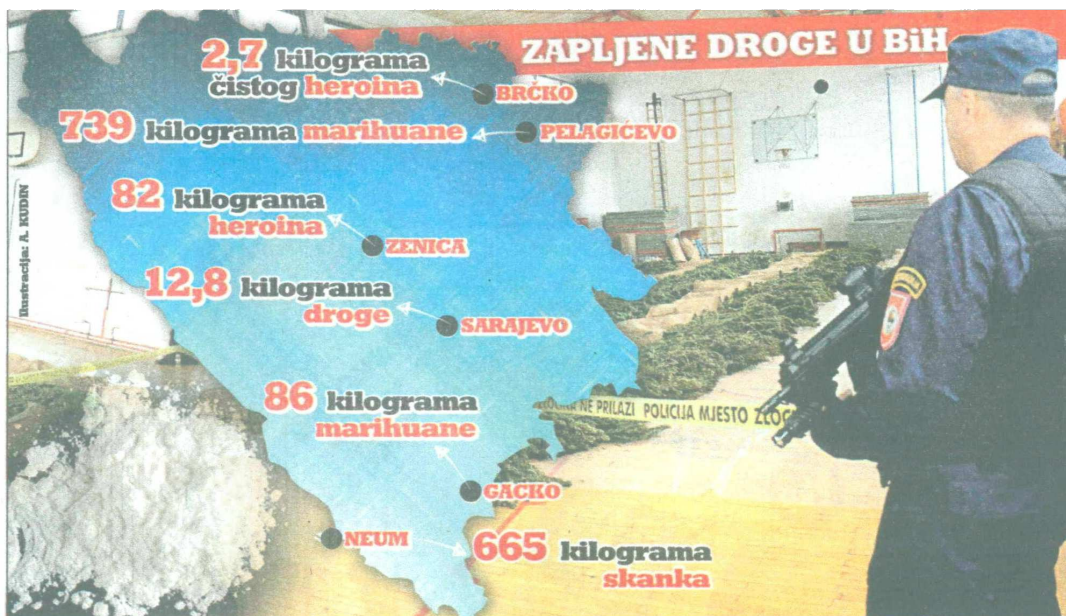 ZAPLJENE DROGE U BiH
2,7 kilograma
čistog heroina
BRČKO
739 kilograma marihuane
PELAGIĆEVO
82 kilograma
heroina
ZENICA
12,8 kilograma
droge
SARAJEVO
86 kilograma
marihuane
GACKO
NEUM
665 kilograma
skanka
NE PRILAZI POLICIJA MJESTO ZLOČ
Ilustracija: A. KUDIN